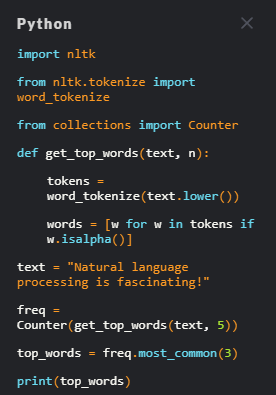 Python
import nltk
from nltk.tokenize import
word_tokenize
from collections import Counter
def get_top_words(text, n):
tokens =
word_tokenize(text.lower())
words = [w for w in tokens if
w.isalpha()]
text = "Natural language
processing is fascinating!"
freq =
Counter(get_top_words(text, 5))
top_words = freq.most_common(3)
print(top_words)